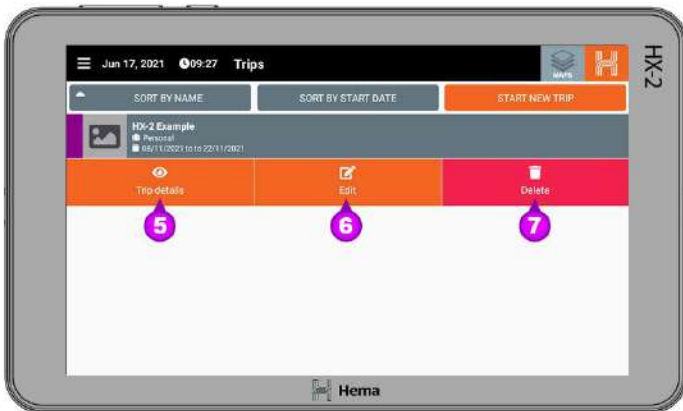 Jun 17, 2021 09:27 Trips
MAPS
HX-2
SORT BY NAME SORT BY START DATE START NEW TRIP
HX-2 Example
Personal
08/11/2021 to to 22/11/2021
Trip details Edit Delete
5 6 7
Hema